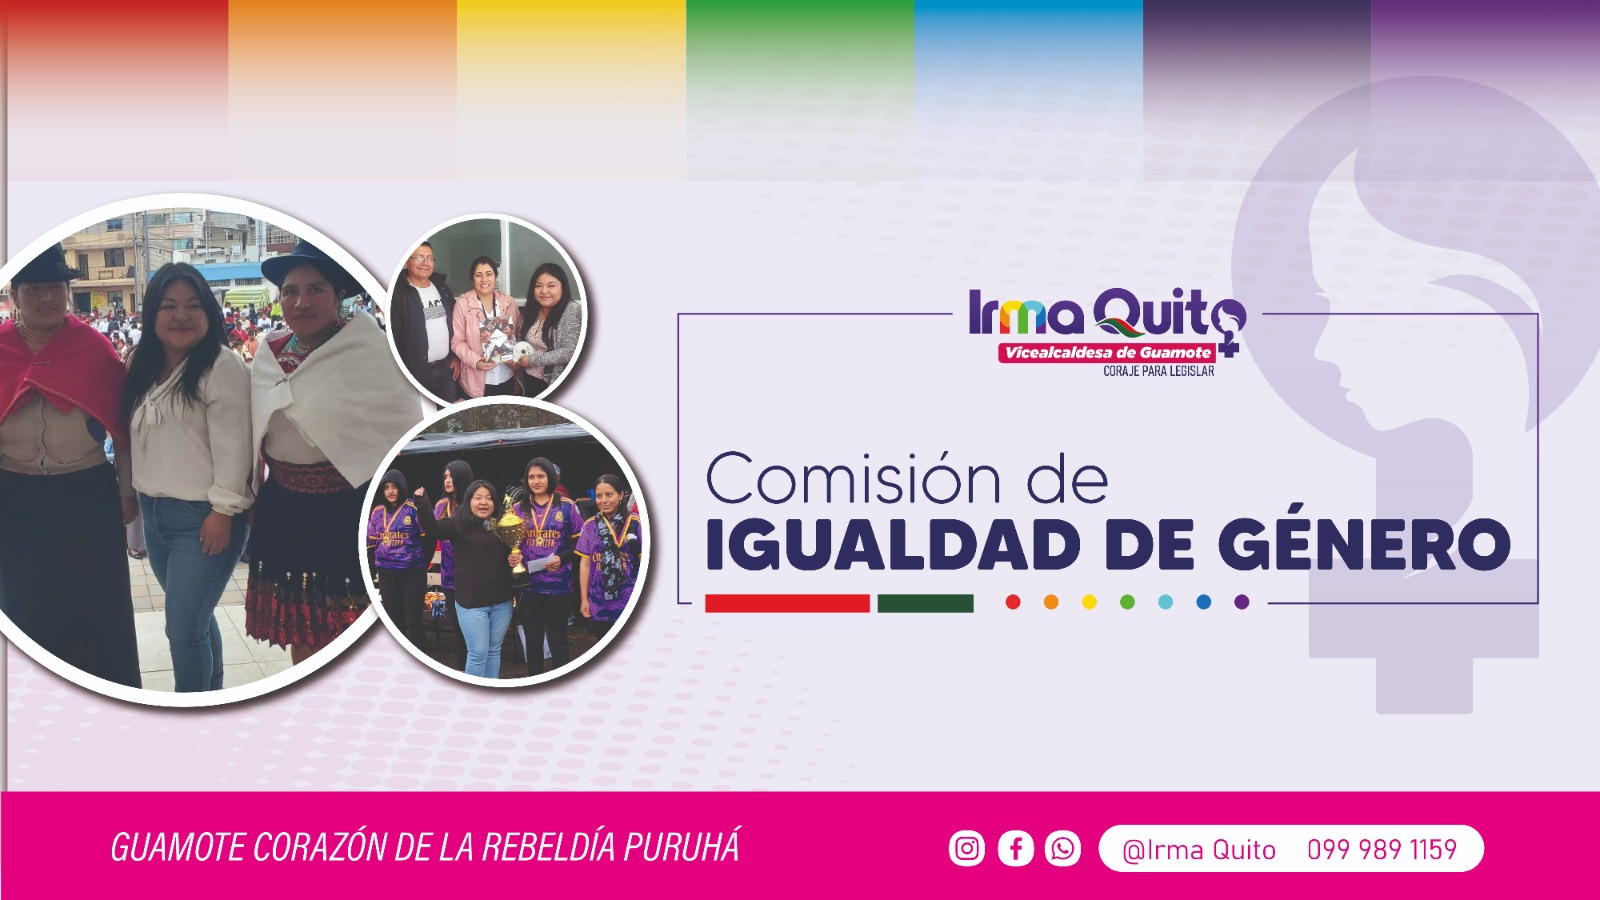 Irma Quito
Vicealcaldesa de Guamote
CORAJE PARA LEGISLAR
Comisión de
IGUALDAD DE GÉNERO
GUAMOTE CORAZÓN DE LA REBELDÍA PURUHÁ
@Irma Quito 099 989 1159